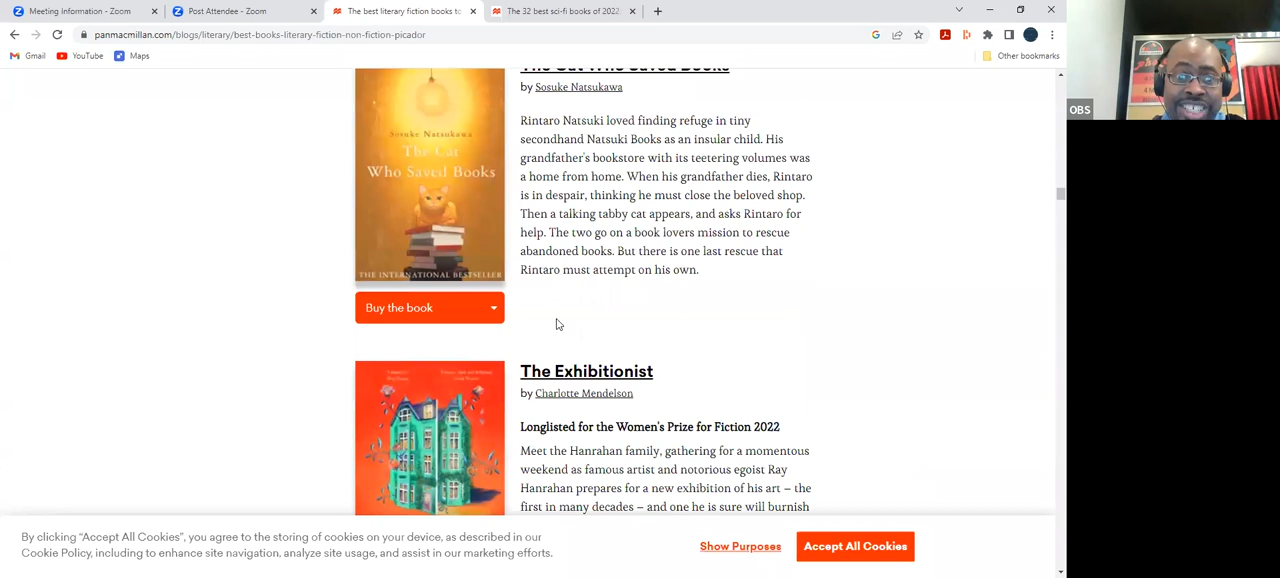 Meeting Information - Zoom
Post Attendee - Zoom
The best literary fiction books to
The 32 best sci-fi books of 2022
panmacmillan.com/blogs/literary/best-books-literary-fiction-non-fiction-picador
Gmail
YouTube
Maps
Other bookmarks
The Cat Who Saved Books
by Sosuke Natsukawa
Rintaro Natsuki loved finding refuge in tiny
secondhand Natsuki Books as an insular child. His
grandfather's bookstore with its teetering volumes was
a home from home. When his grandfather dies, Rintaro
is in despair, thinking he must close the beloved shop.
Then a talking tabby cat appears, and asks Rintaro for
help. The two go on a book lovers mission to rescue
abandoned books. But there is one last rescue that
Rintaro must attempt on his own.
Sosuke Natsukawa
The Cat
Who Saved Books
THE INTERNATIONAL BESTSELLER
Buy the book
The Exhibitionist
by Charlotte Mendelson
Longlisted for the Women's Prize for Fiction 2022
Meet the Hanrahan family, gathering for a momentous
weekend as famous artist and notorious egoist Ray
Hanrahan prepares for a new exhibition of his art – the
first in many decades – and one he is sure will burnish
By clicking "Accept All Cookies", you agree to the storing of cookies on your device, as described in our
Cookie Policy, including to enhance site navigation, analyze site usage, and assist in our marketing efforts.
Show Purposes
Accept All Cookies
OBS